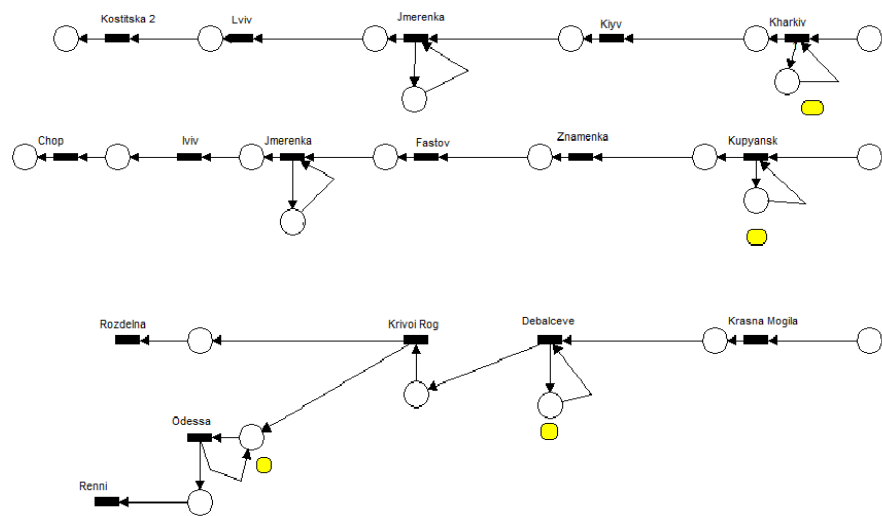 Kostitska 2 Lviv Jmerenka Kiyv Kharkiv
Chop lviv Jmerenka Fastov Znamenka Kupyansk
Rozdelna Krivoi Rog Debalceve Krasna Mogila
Odessa
Renni